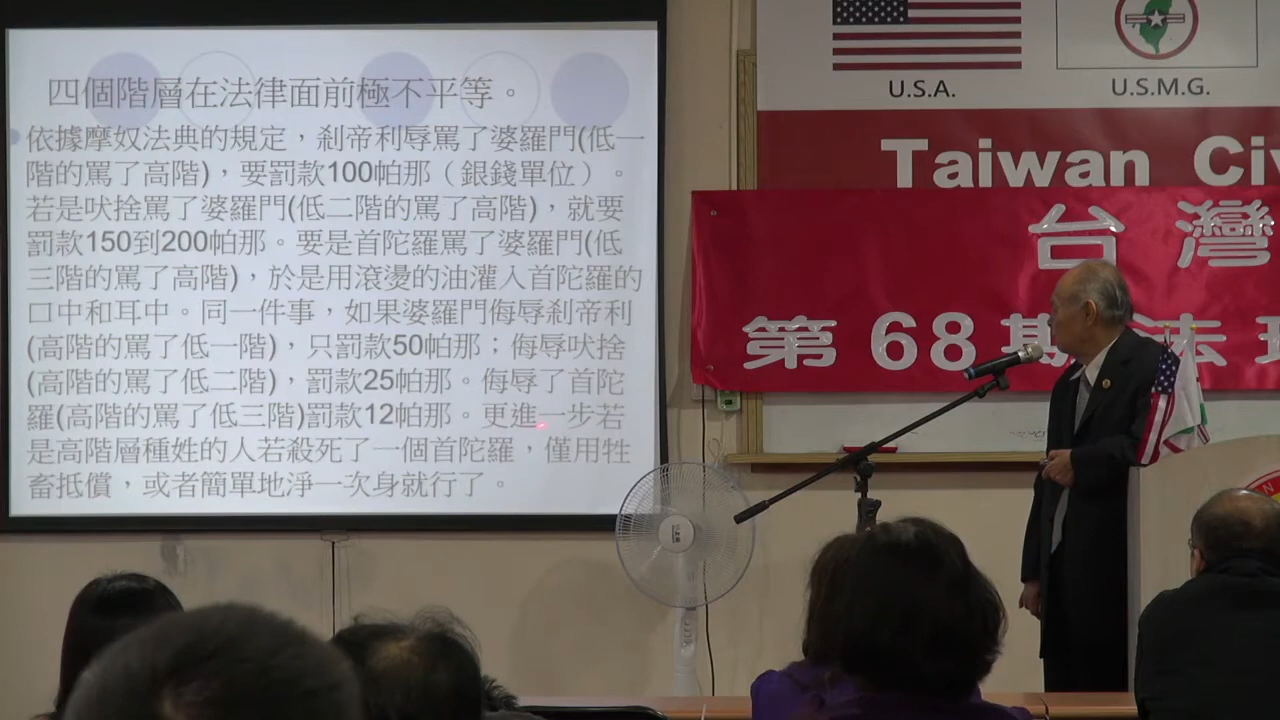 四個階層在法律面前極不平等。
依據摩奴法典的規定，剎帝利辱罵了婆羅門(低一
階的罵了高階)，要罰款100帕那（銀錢單位）。
若是吠捨罵了婆羅門(低二階的罵了高階)，就要
罰款150到200帕那。要是首陀羅罵了婆羅門(低
三階的罵了高階)，於是用滾燙的油灌入首陀羅的
口中和耳中。同一件事，如果婆羅門侮辱剎帝利
(高階的罵了低一階)，只罰款50帕那；侮辱吠捨
(高階的罵了低二階)，罰款25帕那。侮辱了首陀
羅(高階的罵了低三階)罰款12帕那。更進一步若
是高階層種姓的人若殺死了一個首陀羅，僅用牲
畜抵償，或者簡單地淨一次身就行了。
U.S.A.
U.S.M.G.
Taiwan Civ
台灣
第68期法理